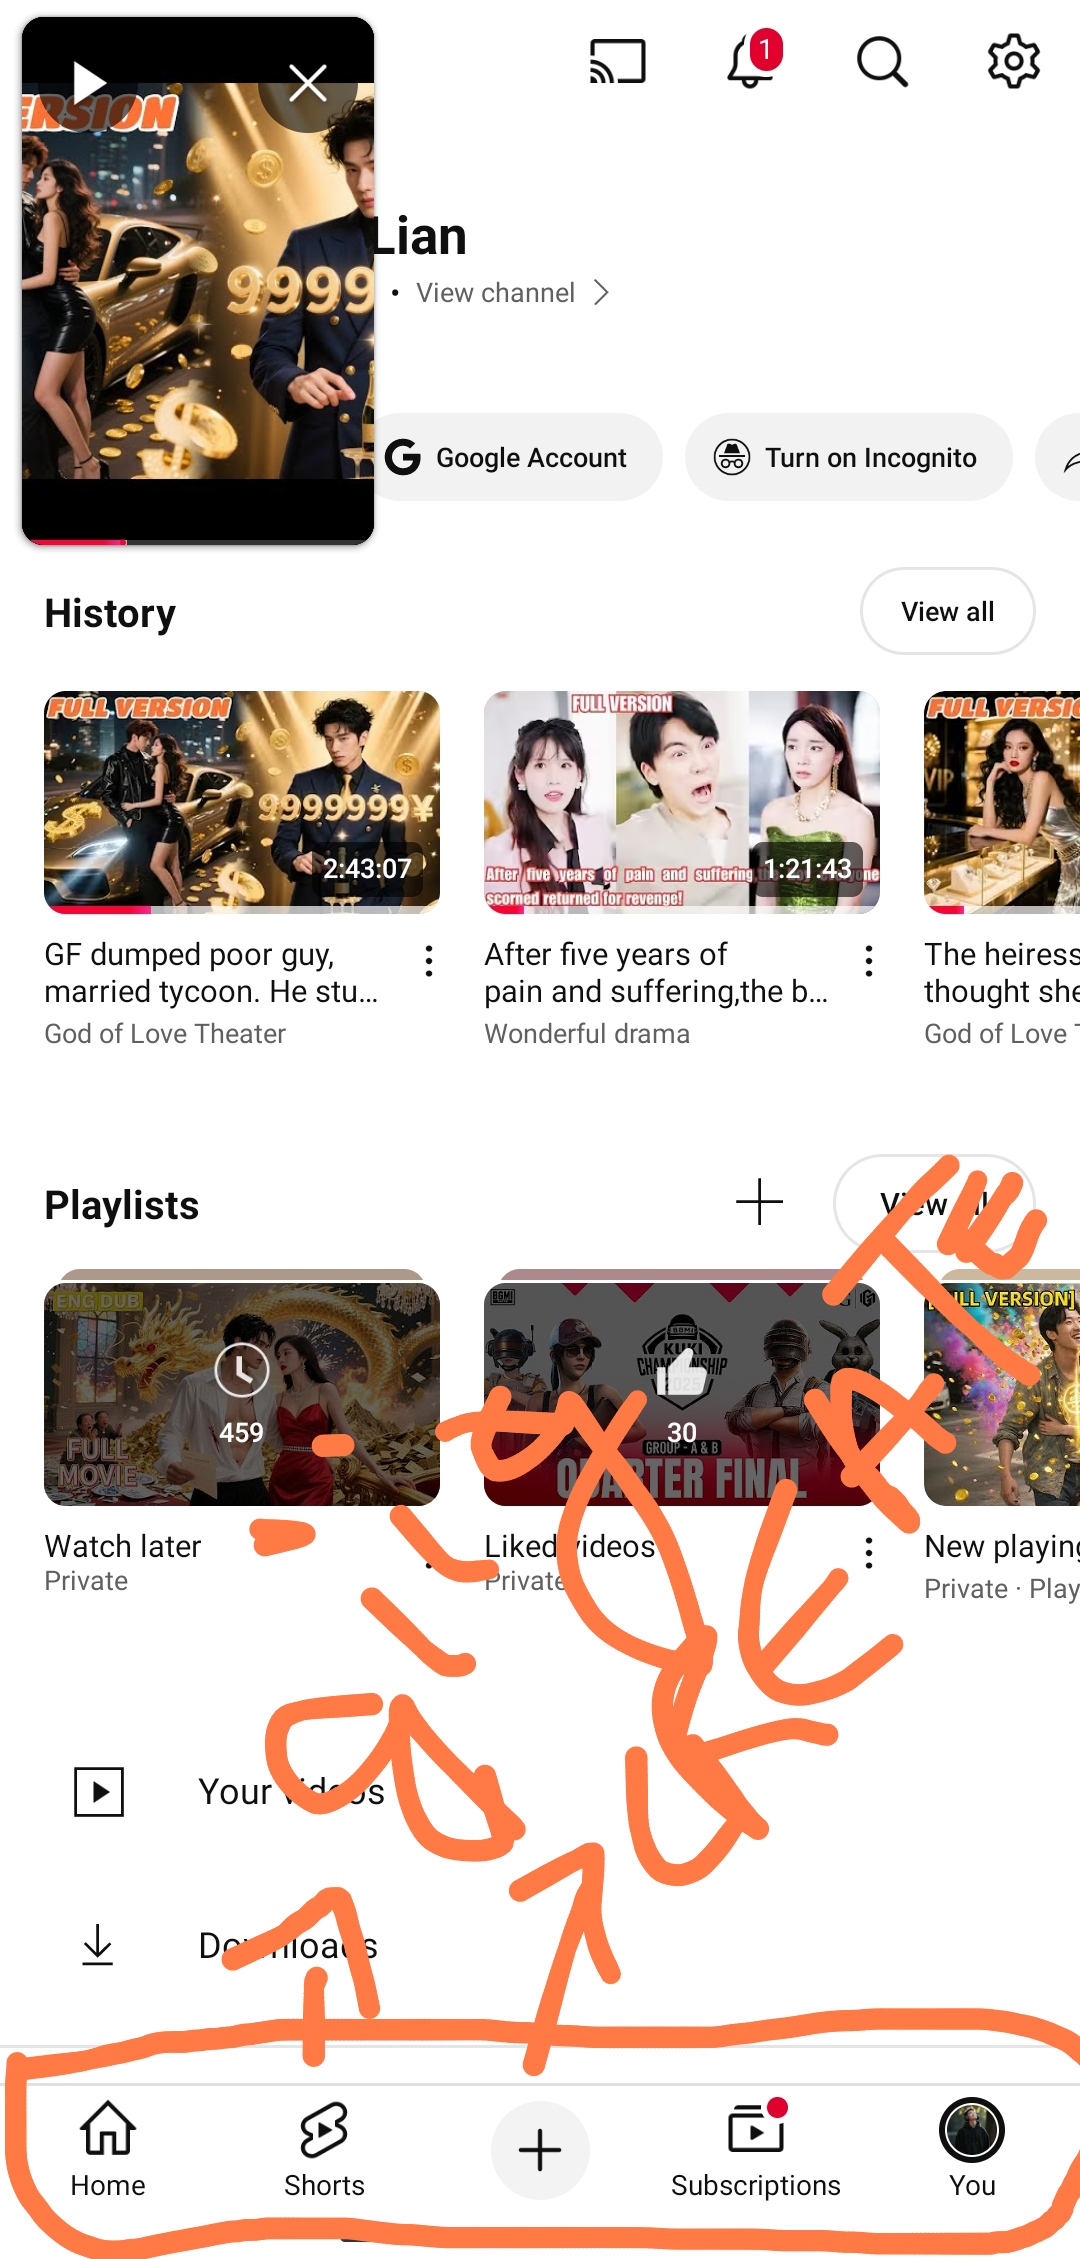 ERSION
9999
1
Lian
• View channel
Google Account
Turn on Incognito
History
View all
FULL VERSION
9999999¥
2:43:07
FULL VERSION
After five years of pain and suffering,
one
scorned returned for revenge!
1:21:43
VIP
GF dumped poor guy,
married tycoon. He stu...
God of Love Theater
After five years of
pain and suffering,the b...
Wonderful drama
The heiress
thought she
God of Love T
Playlists
View all
ENG DUB
459
FULL
MOVIE
BGMI
BGMI
CHAMPIONSHIP
2025
30
GROUP - A & B
QUARTER FINAL
LL VERSION]
Watch later
Private
Liked videos
Private
New playing
Private · Play
Your videos
Downloads
Home
Shorts
Subscriptions
You